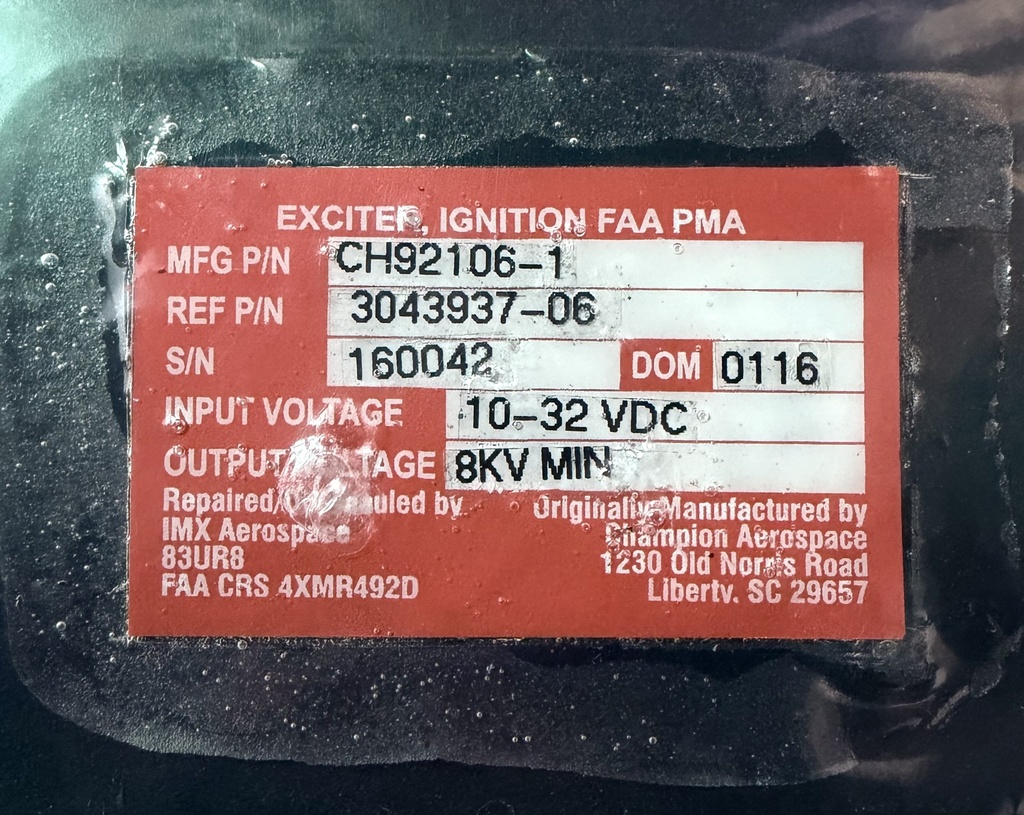 EXCITER, IGNITION FAA PMA
MFG P/N CH92106-1
REF P/N 3043937-06
S/N 160042 DOM 0116
INPUT VOLTAGE 10-32 VDC
OUTPUT VOLTAGE 8KV MIN
Repaired/Overhauled by
IMX Aerospace
83UR8
FAA CRS 4XMR492D
Originally Manufactured by
Champion Aerospace
1230 Old Norris Road
Liberty, SC 29657